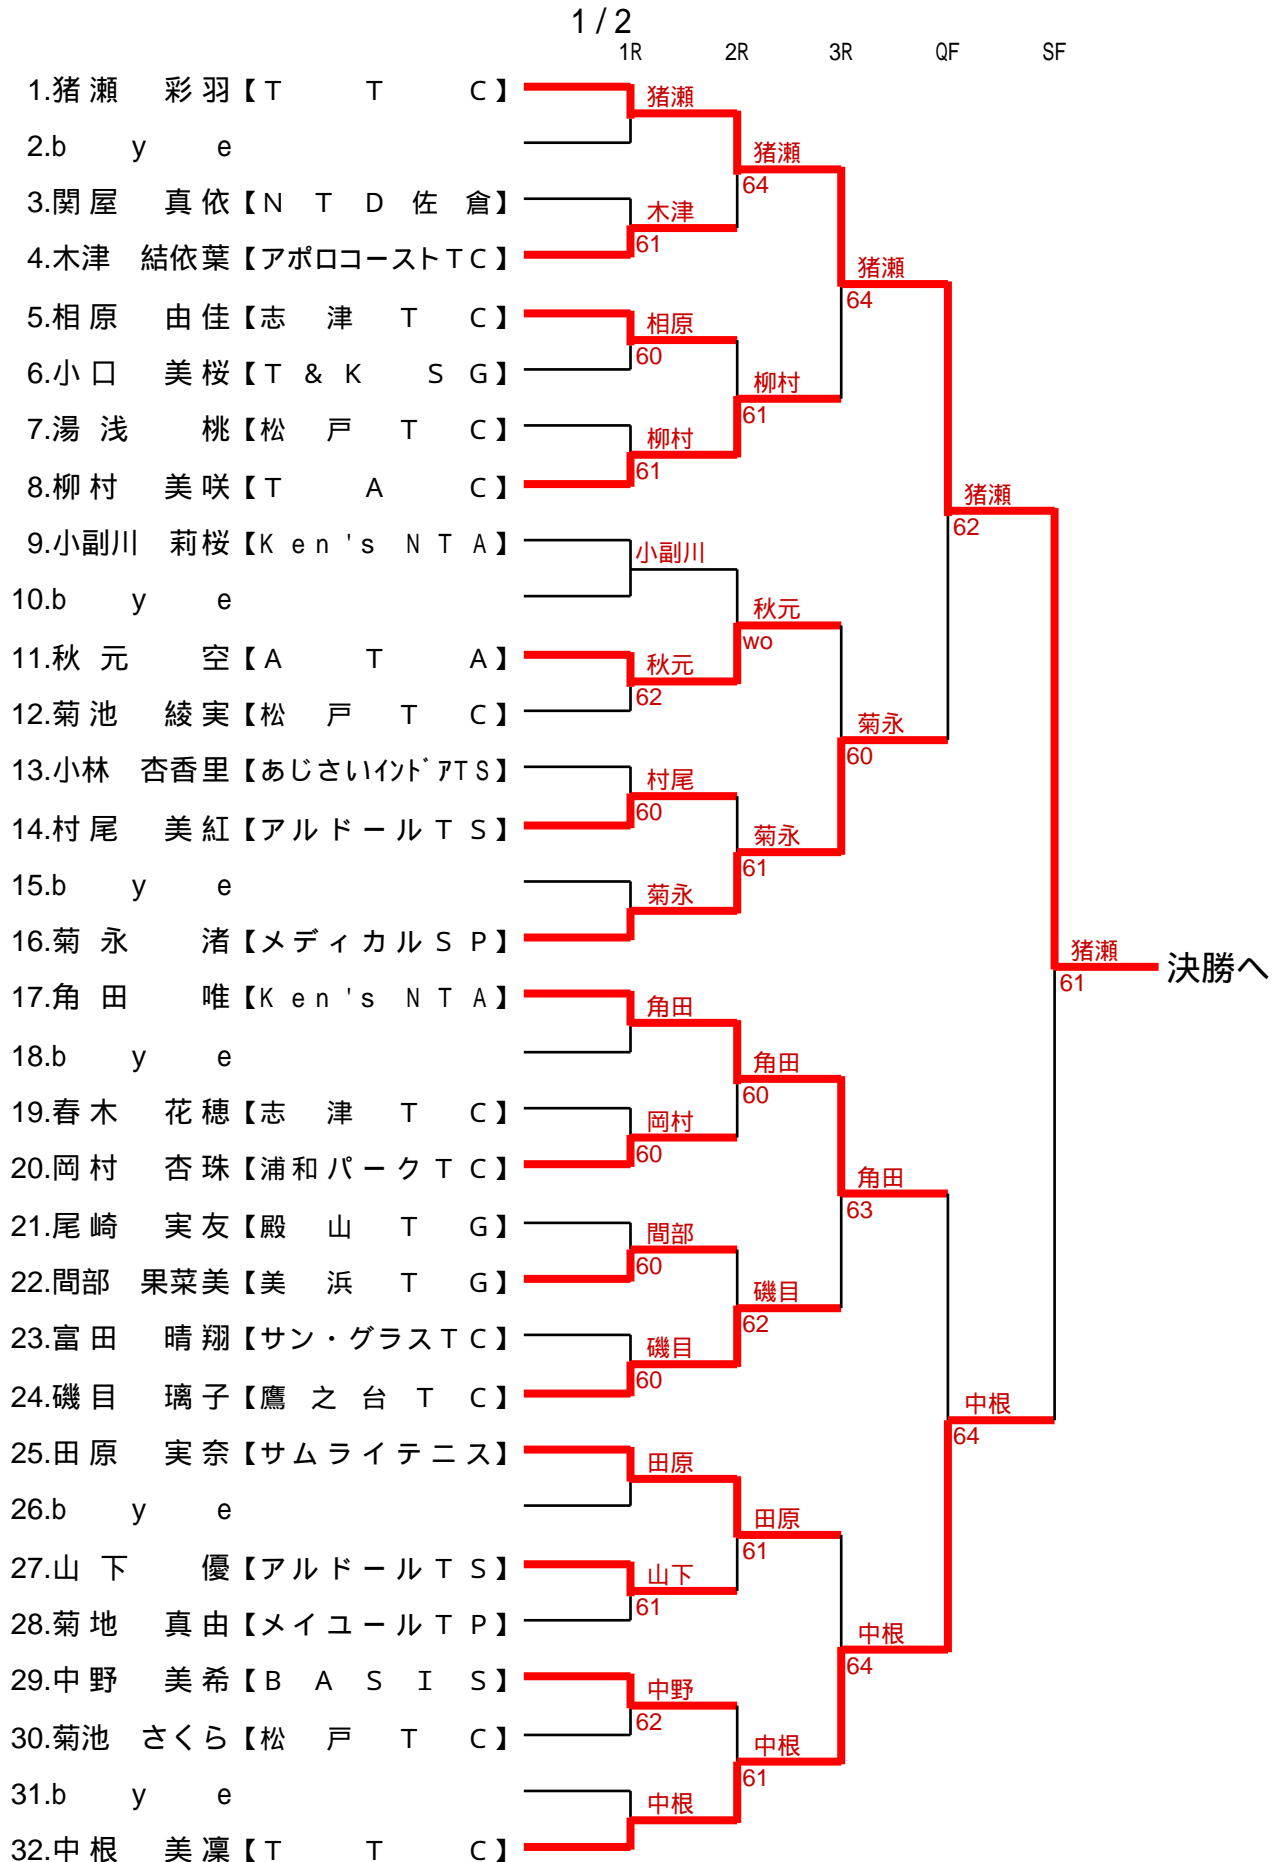 1 / 2
1R 2R 3R QF SF
1.猪瀬 彩羽【T T C】
猪瀬
2.b y e
猪瀬
64
3.関屋 真依【N T D 佐倉】
木津
61
4.木津 結依葉【アポロコーストTC】
猪瀬
64
5.相原 由佳【志津 T C】
相原
60
6.小口 美桜【T & K S G】
柳村
61
7.湯浅 桃【松戸 T C】
柳村
61
8.柳村 美咲【T A C】
猪瀬
62
9.小副川 莉桜【Ken's NTA】
小副川
10.b y e
秋元
wo
11.秋元 空【A T A】
秋元
62
12.菊池 綾実【松戸 T C】
菊永
60
13.小林 杏香里【あじさいインドアTS】
村尾
60
14.村尾 美紅【アルドールTS】
菊永
61
15.b y e
菊永
16.菊永 渚【メディカルSP】
猪瀬
61
決勝へ
17.角田 唯【Ken's NTA】
角田
18.b y e
角田
60
19.春木 花穂【志津 T C】
岡村
60
20.岡村 杏珠【浦和パークTC】
角田
63
21.尾崎 実友【殿山 T G】
間部
60
22.間部 果菜美【美浜 T G】
磯目
62
23.富田 晴翔【サン・グラスTC】
磯目
60
24.磯目 璃子【鷹之台 T C】
中根
64
25.田原 実奈【サムライテニス】
田原
26.b y e
田原
61
27.山下 優【アルドールTS】
山下
61
28.菊地 真由【メイユールTP】
中根
64
29.中野 美希【B A S I S】
中野
62
30.菊池 さくら【松戸 T C】
中根
61
31.b y e
中根
32.中根 美凜【T T C】